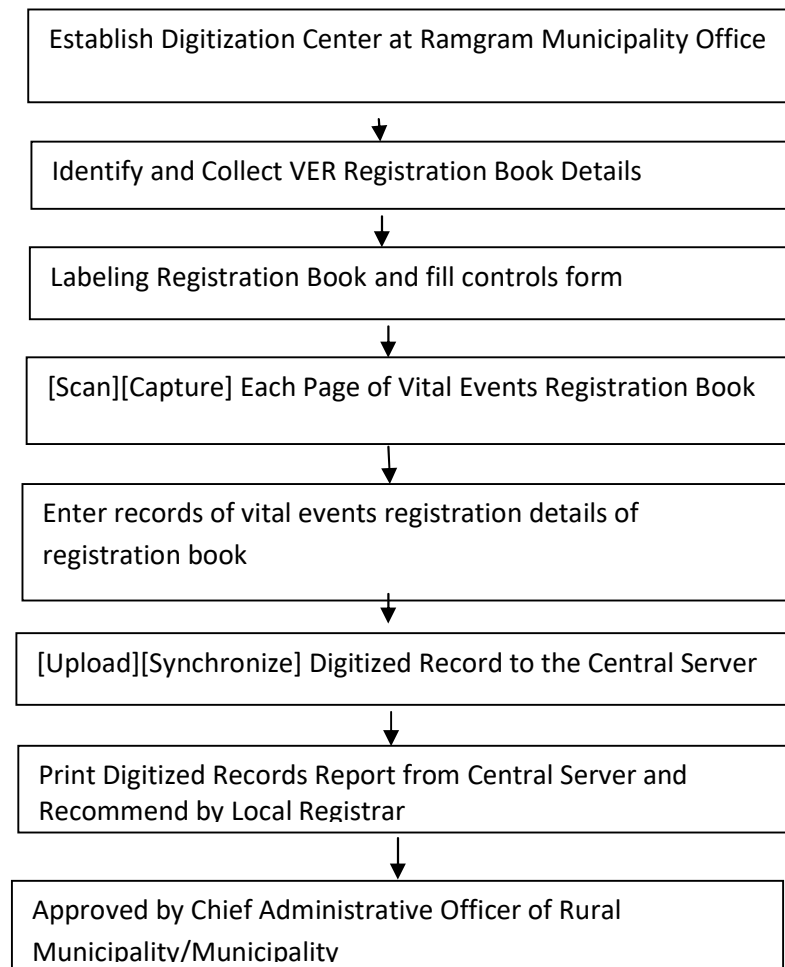 Establish Digitization Center at Ramgram Municipality Office
Identify and Collect VER Registration Book Details
Labeling Registration Book and fill controls form
[Scan][Capture] Each Page of Vital Events Registration Book
Enter records of vital events registration details of
registration book
[Upload][Synchronize] Digitized Record to the Central Server
Print Digitized Records Report from Central Server and
Recommend by Local Registrar
Approved by Chief Administrative Officer of Rural
Municipality/Municipality